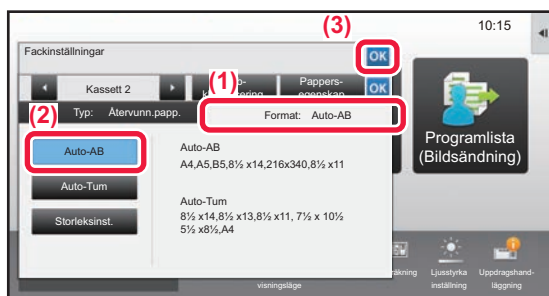 (3)
10:15
Fackinställningar
OK
Kassett 2
(1)
Pappers-
egenskap
OK
(2)
Typ: Återvunn.papp.
Format: Auto-AB
Auto-AB
Auto-AB
A4,A5,B5,8½ x14,216x340,8½ x11
Auto-Tum
Auto-Tum
8½ x14,8½ x13,8½ x11, 7¼ x 10½
5½ x8½,A4
Storleksinst.
Programlista
(Bildsändning)
visningsläge
Ljusstyrka
inställning
Uppdragshand-
läggning